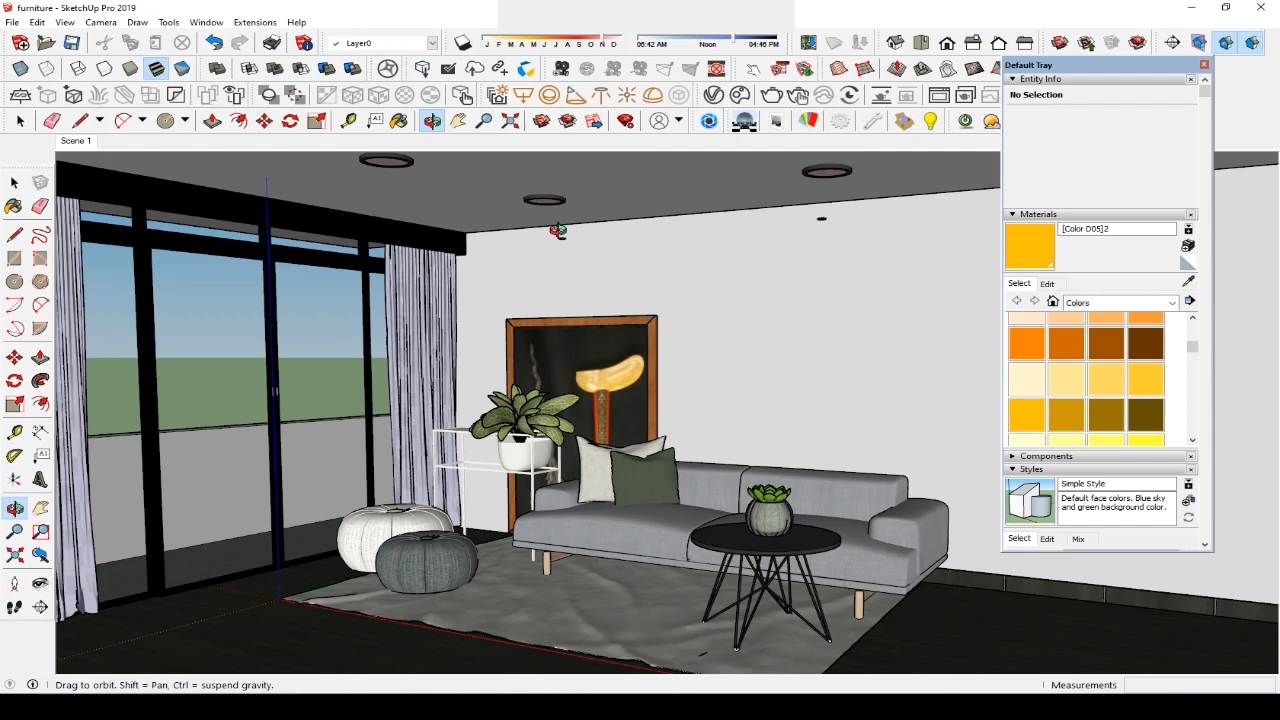 furniture - SketchUp Pro 2019
File Edit View Camera Draw Tools Window Extensions Help
Layer0
J F M A M J J A S O N D
06:42 AM Noon 04:46 PM
Default Tray
Entity Info
No Selection
Scene 1
Materials
[Color D05]2
Select Edit
Colors
Components
Styles
Simple Style
Default face colors. Blue sky
and green background color.
Select Edit Mix
Drag to orbit. Shift = Pan, Ctrl = suspend gravity.
Measurements